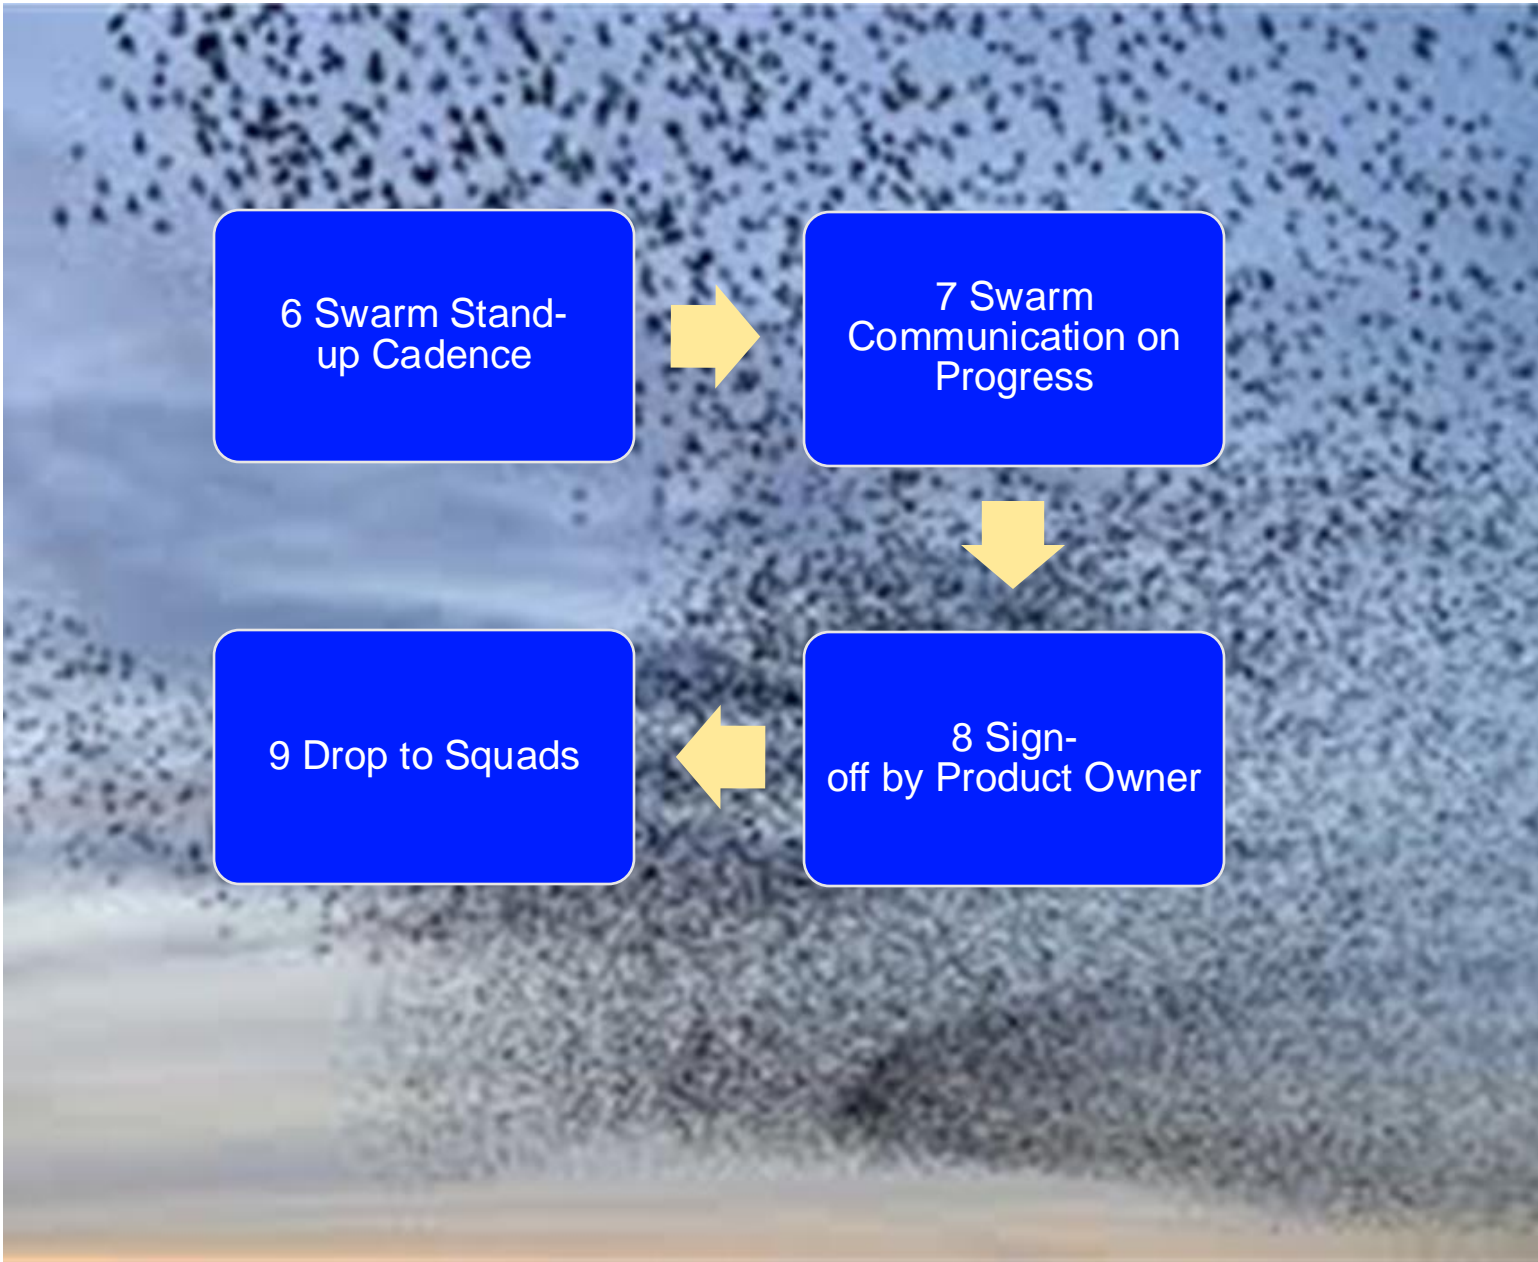 6 Swarm Stand-
up Cadence
7 Swarm
Communication on
Progress
8 Sign-
off by Product Owner
9 Drop to Squads